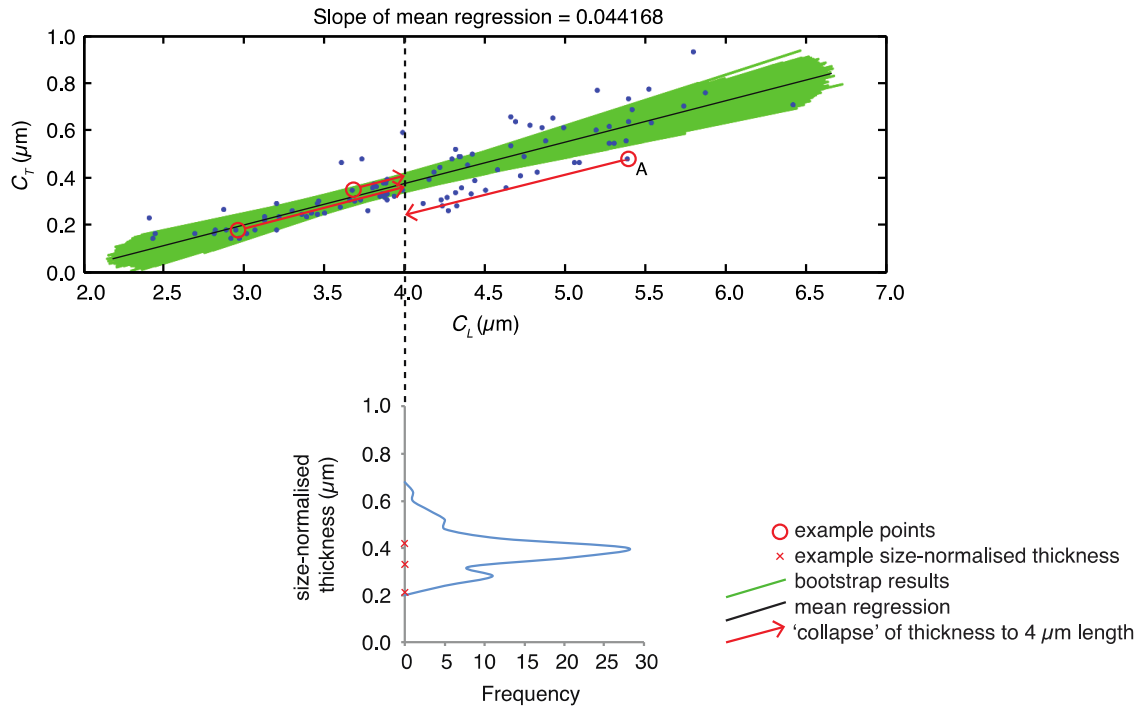 Slope of mean regression = 0.044168
1.0
0.8
0.6
0.4
0.2
0.0
C_T (µm)
A
2.0 2.5 3.0 3.5 4.0 4.5 5.0 5.5 6.0 6.5 7.0
C_L (µm)
1.0
0.8
0.6
0.4
0.2
0.0
size-normalised
thickness (µm)
0 5 10 15 20 25 30
Frequency
example points
example size-normalised thickness
bootstrap results
mean regression
'collapse' of thickness to 4 µm length